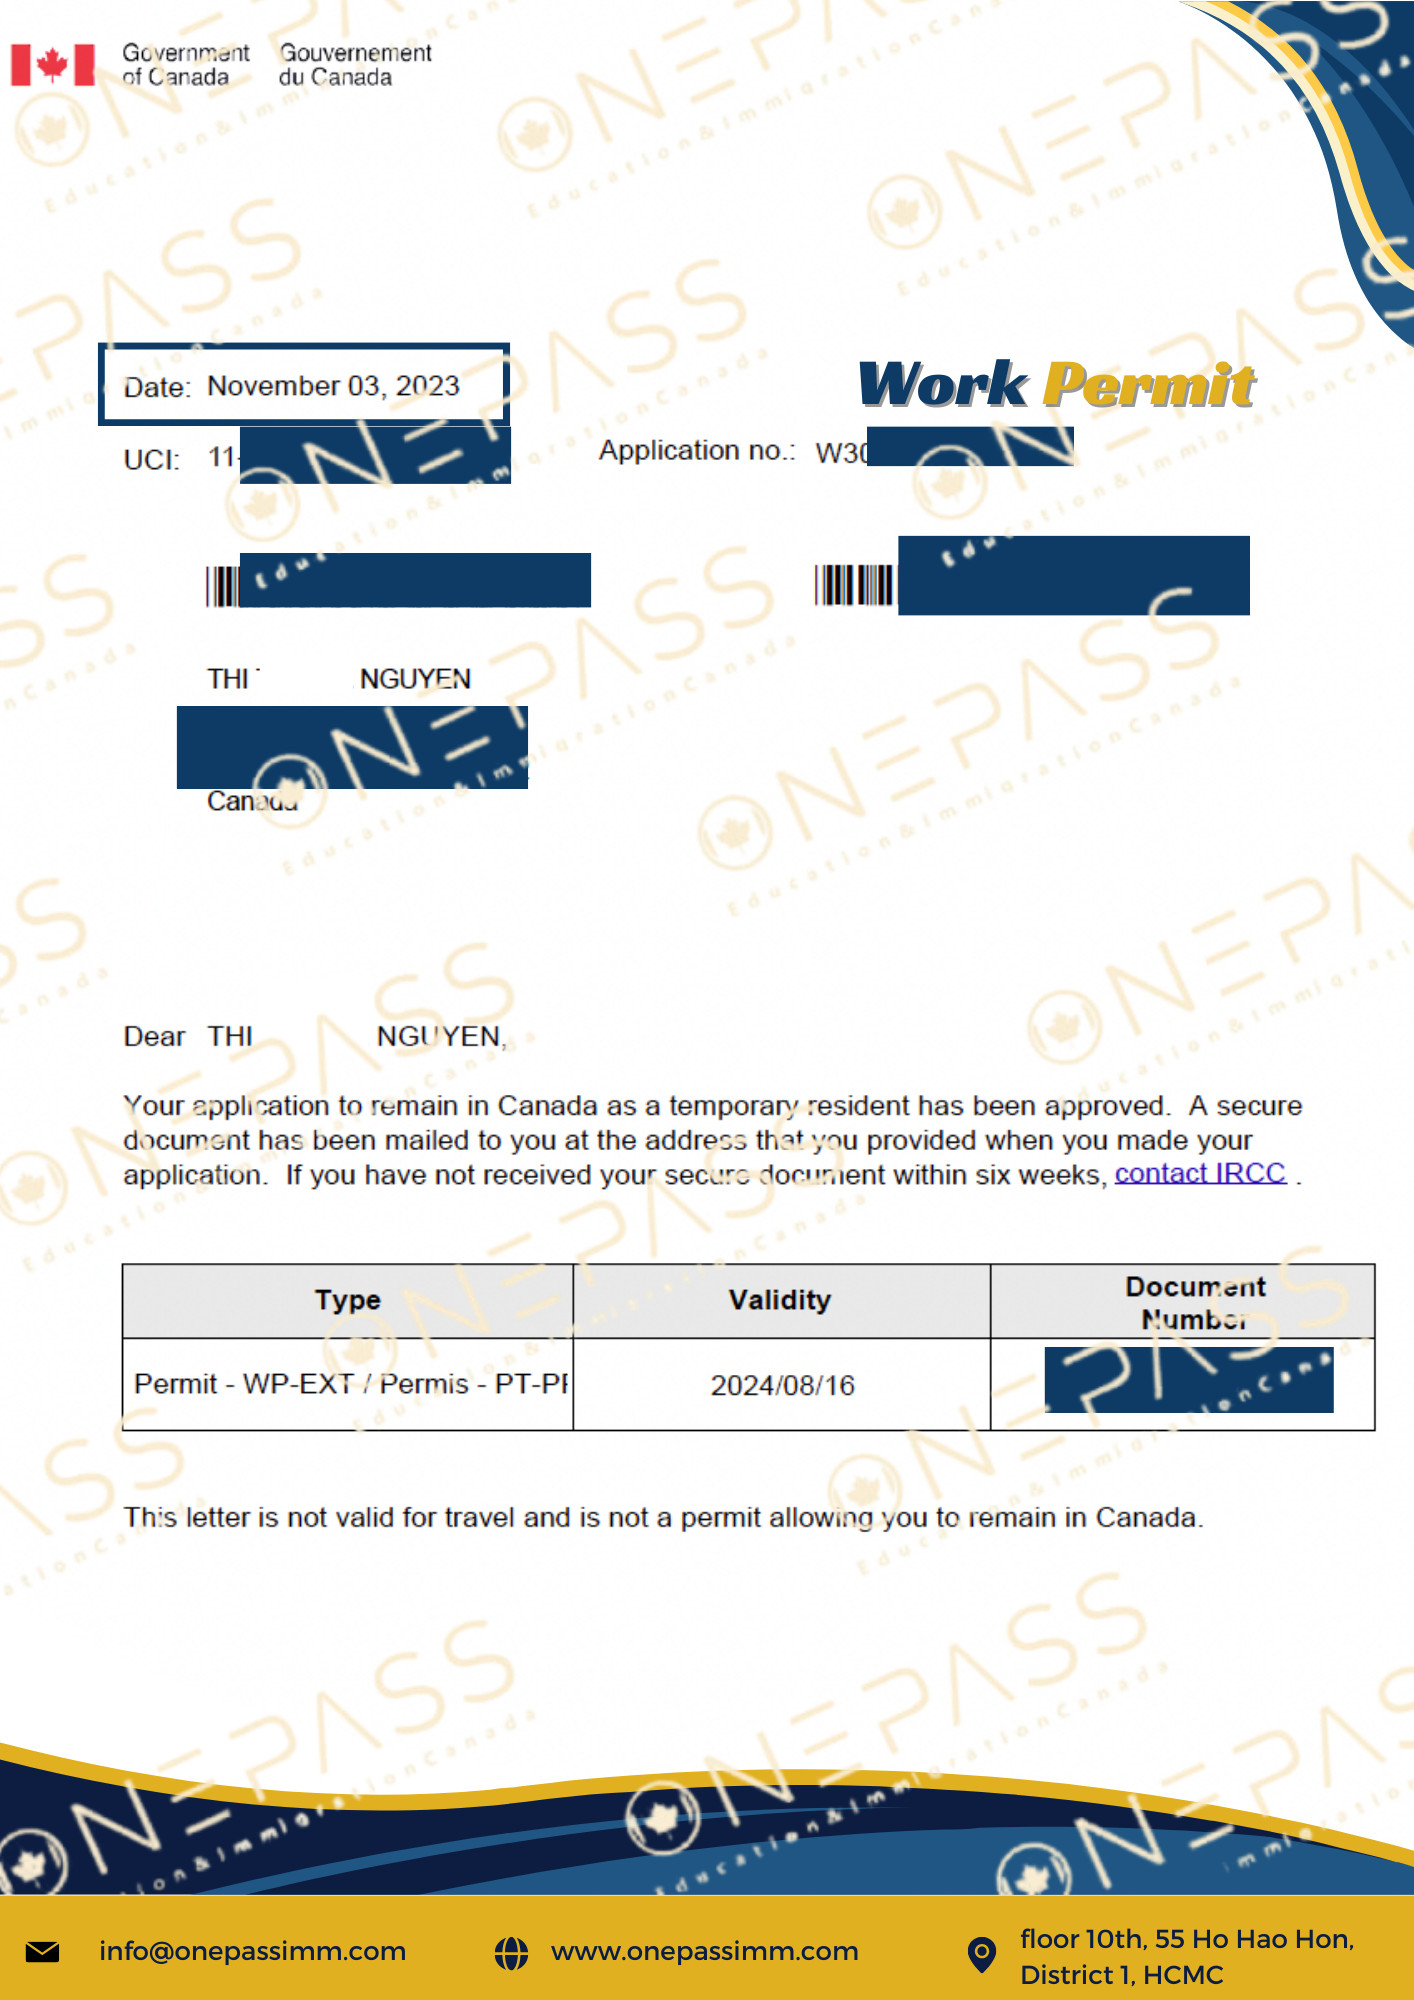 Government Gouvernement
of Canada du Canada
Date: November 03, 2023
Work Permit
UCI: 11-
Application no.: W30
THI NGUYEN
Canada
Dear THI NGUYEN,
Your application to remain in Canada as a temporary resident has been approved. A secure
document has been mailed to you at the address that you provided when you made your
application. If you have not received your secure document within six weeks, contact IRCC .
Type Validity Document
Number
Permit - WP-EXT / Permis - PT-PI 2024/08/16
This letter is not valid for travel and is not a permit allowing you to remain in Canada.
ONEPASS
Education&ImmigrationCanada
info@onepassimm.com www.onepassimm.com floor 10th, 55 Ho Hao Hon,
District 1, HCMC